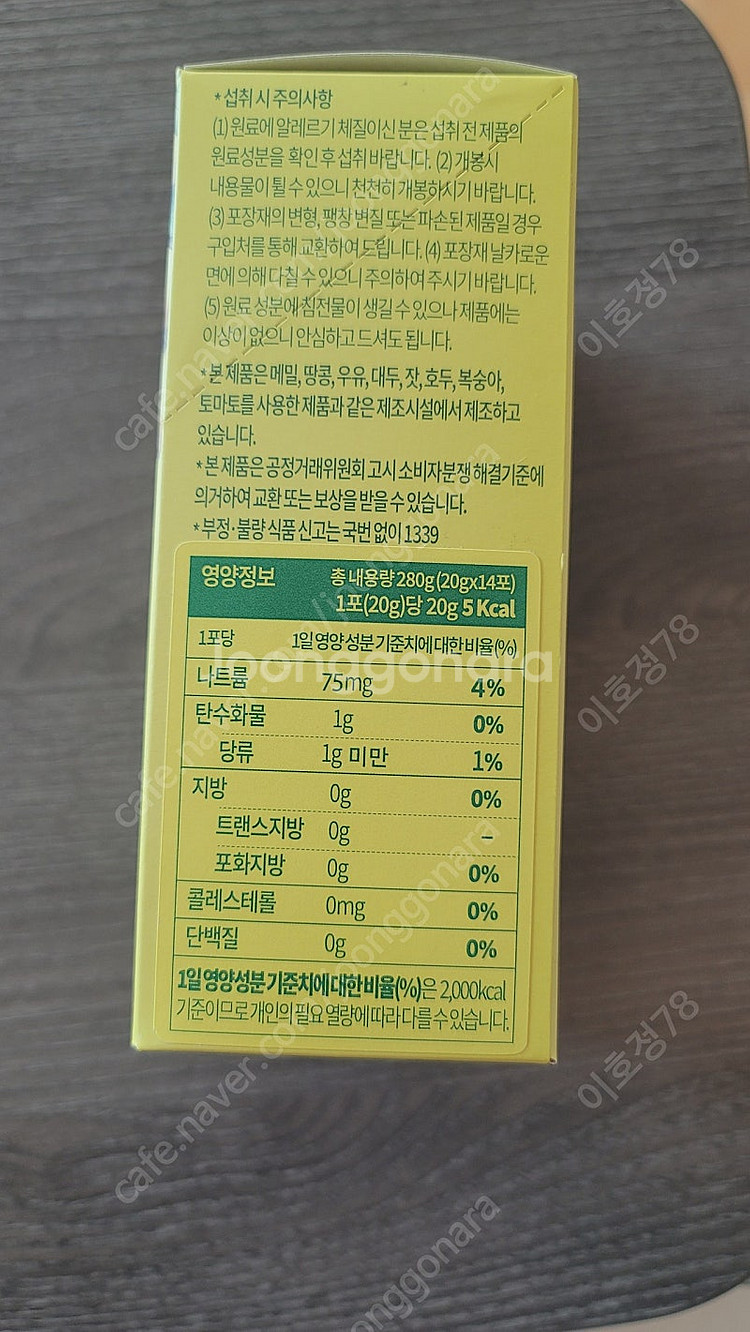 *섭취 시 주의사항
(1) 원료에 알레르기 체질이신 분은 섭취 전 제품의
원료성분을 확인 후 섭취 바랍니다. (2) 개봉시
내용물이 튈 수 있으니 천천히 개봉하시기 바랍니다.
(3) 포장재의 변형, 팽창 변질 또는 파손된 제품일 경우
구입처를 통해 교환하여 드립니다. (4) 포장재 날카로운
면에 의해 다칠 수 있으니 주의하여 주시기 바랍니다.
(5) 원료 성분에 침전물이 생길 수 있으나 제품에는
이상이 없으니 안심하고 드셔도 됩니다.
*본 제품은 메밀, 땅콩, 우유, 대두, 잣, 호두, 복숭아,
토마토를 사용한 제품과 같은 제조시설에서 제조하고
있습니다.
*본 제품은 공정거래위원회 고시 소비자분쟁 해결기준에
의거하여 교환 또는 보상을 받을 수 있습니다.
*부정·불량 식품 신고는 국번 없이 1339
영양정보 총 내용량 280g (20gx14포)
1포(20g)당 20g 5 Kcal
1포당 1일 영양성분 기준치에 대한 비율(%)
나트륨 75mg 4%
탄수화물 1g 0%
당류 1g 미만 1%
지방 0g 0%
트랜스지방 0g –
포화지방 0g 0%
콜레스테롤 0mg 0%
단백질 0g 0%
1일 영양성분 기준치에 대한 비율(%)은 2,000kcal
기준이므로 개인의 필요 열량에 따라 다를 수 있습니다.
joonggonara
이호정78
이호정78
이호정78